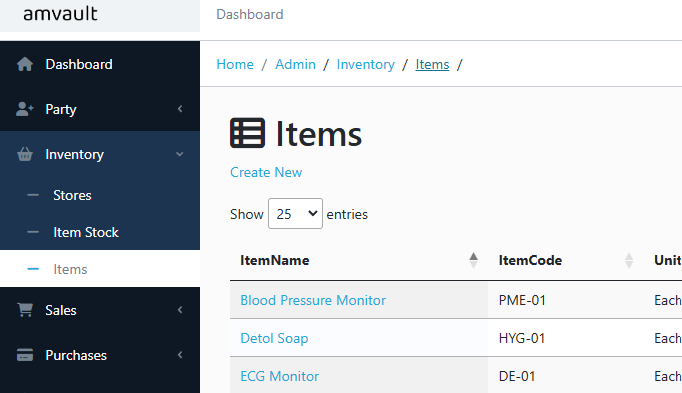 amvault
Dashboard
Dashboard
Party
Inventory
Stores
Item Stock
Items
Sales
Purchases
Home / Admin / Inventory / Items /
Items
Create New
Show 25 entries
ItemName ItemCode Unit
Blood Pressure Monitor PME-01 Each
Detol Soap HYG-01 Each
ECG Monitor DE-01 Each